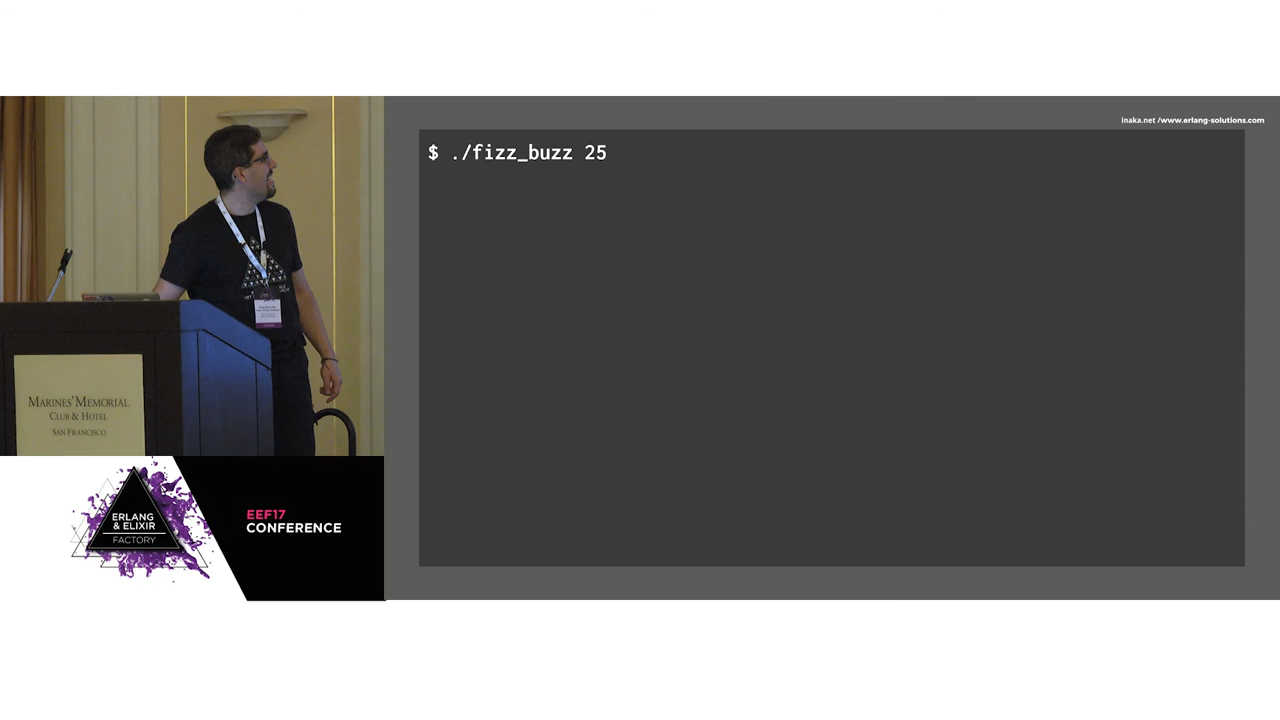 inaka.net /www.erlang-solutions.com
$ ./fizz_buzz 25
MARINES' MEMORIAL
CLUB & HOTEL
SAN FRANCISCO
ERLANG
& ELIXIR
FACTORY
EEF17
CONFERENCE